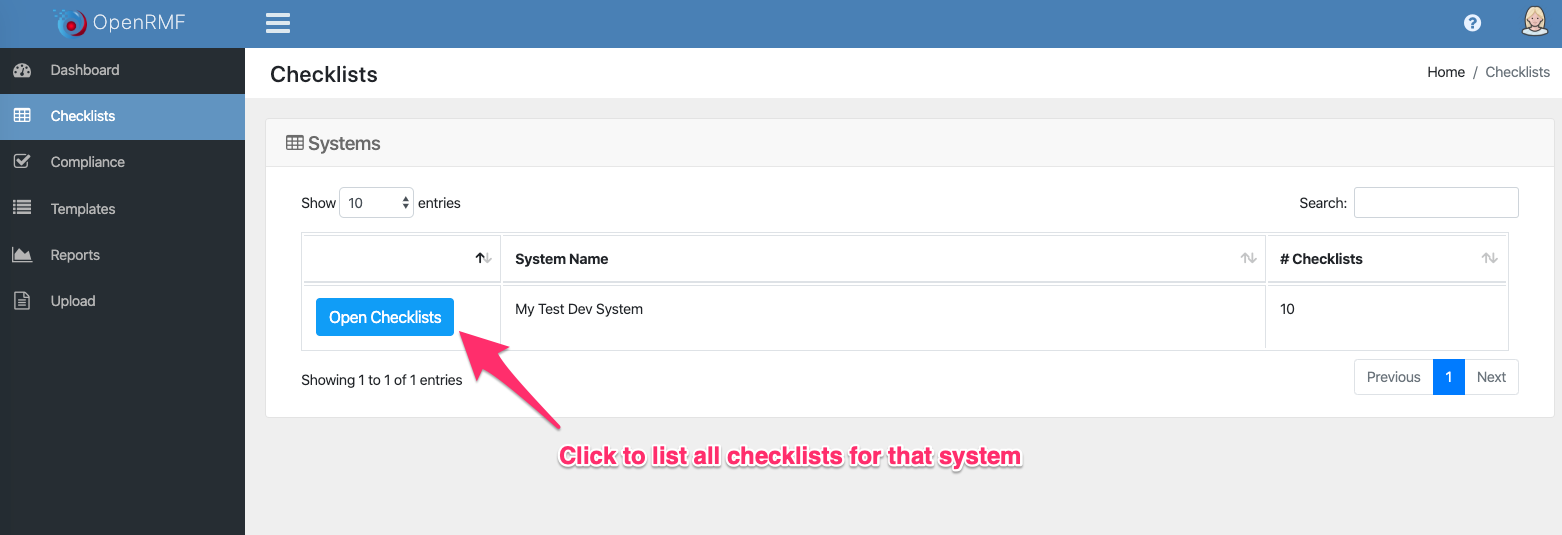 OpenRMF
Dashboard
Checklists
Compliance
Templates
Reports
Upload
Checklists
Home / Checklists
Systems
Show 10 entries Search:
System Name # Checklists
Open Checklists My Test Dev System 10
Showing 1 to 1 of 1 entries Previous 1 Next
Click to list all checklists for that system